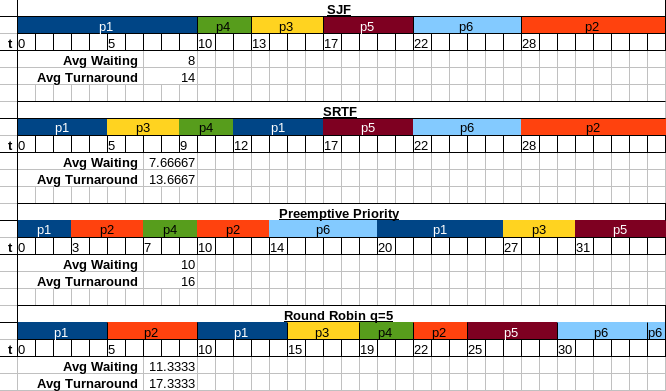 SJF
p1 p4 p3 p5 p6 p2
t 0 5 10 13 17 22 28
Avg Waiting 8
Avg Turnaround 14
SRTF
p1 p3 p4 p1 p5 p6 p2
t 0 5 9 12 17 22 28
Avg Waiting 7.66667
Avg Turnaround 13.6667
Preemptive Priority
p1 p2 p4 p2 p6 p1 p3 p5
t 0 3 7 10 14 20 27 31
Avg Waiting 10
Avg Turnaround 16
Round Robin q=5
p1 p2 p1 p3 p4 p2 p5 p6 p6
t 0 5 10 15 19 22 25 30
Avg Waiting 11.3333
Avg Turnaround 17.3333